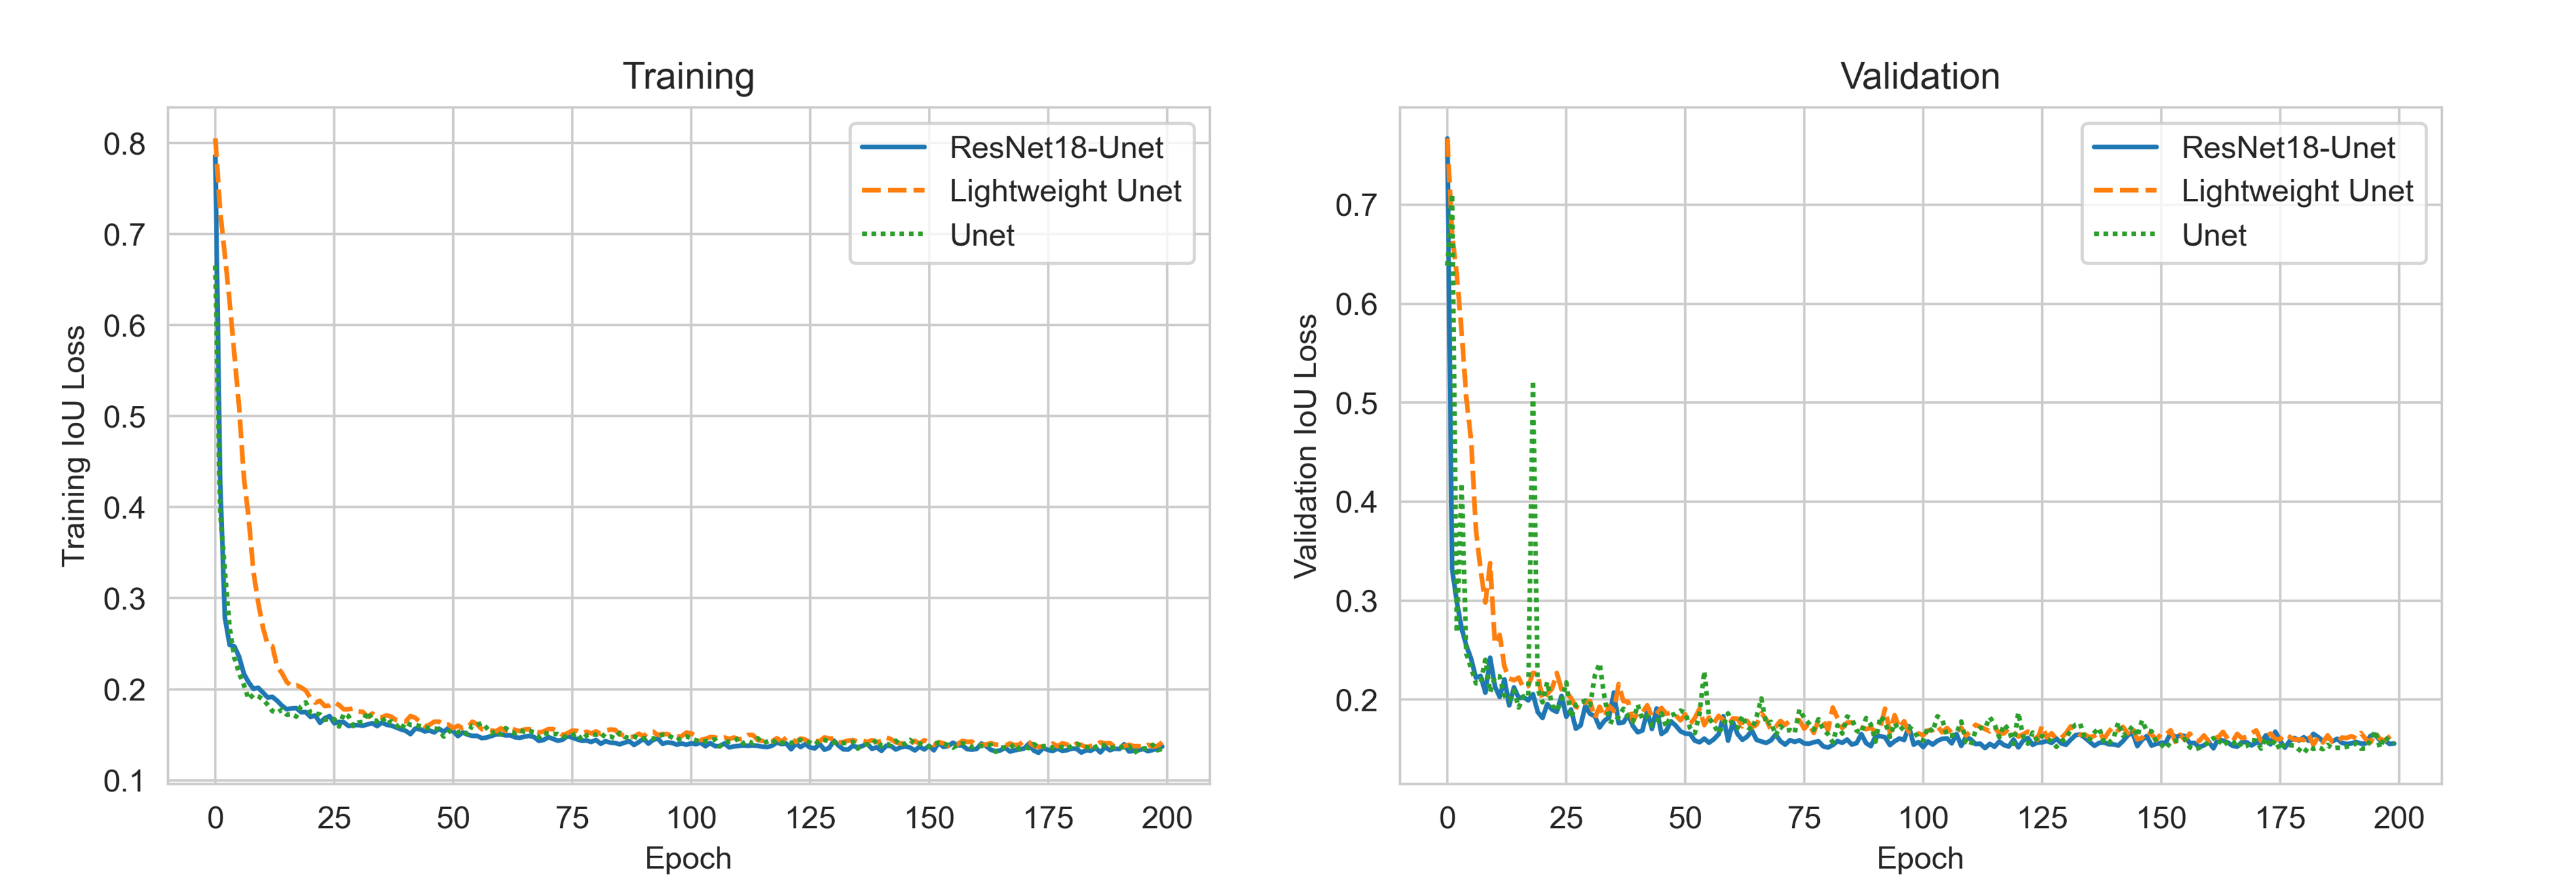 Training
Training IoU Loss
0.8
0.7
0.6
0.5
0.4
0.3
0.2
0.1
ResNet18-Unet
Lightweight Unet
Unet
0 25 50 75 100 125 150 175 200
Epoch
Validation
Validation IoU Loss
0.7
0.6
0.5
0.4
0.3
0.2
ResNet18-Unet
Lightweight Unet
Unet
0 25 50 75 100 125 150 175 200
Epoch